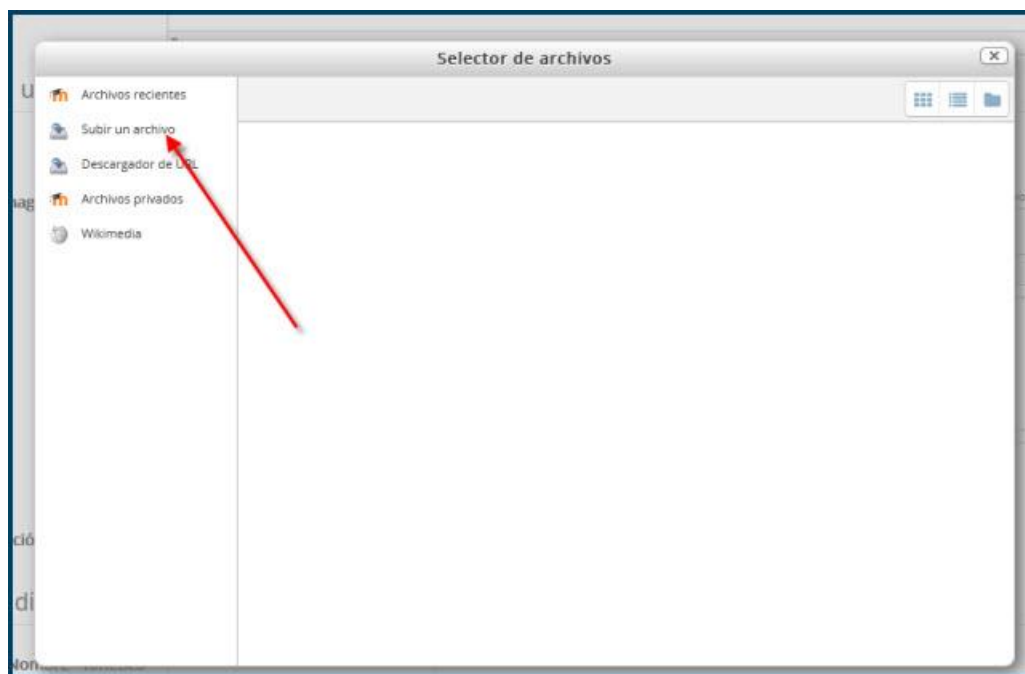 Selector de archivos
Archivos recientes
Subir un archivo
Descargador de URL
Archivos privados
Wikimedia